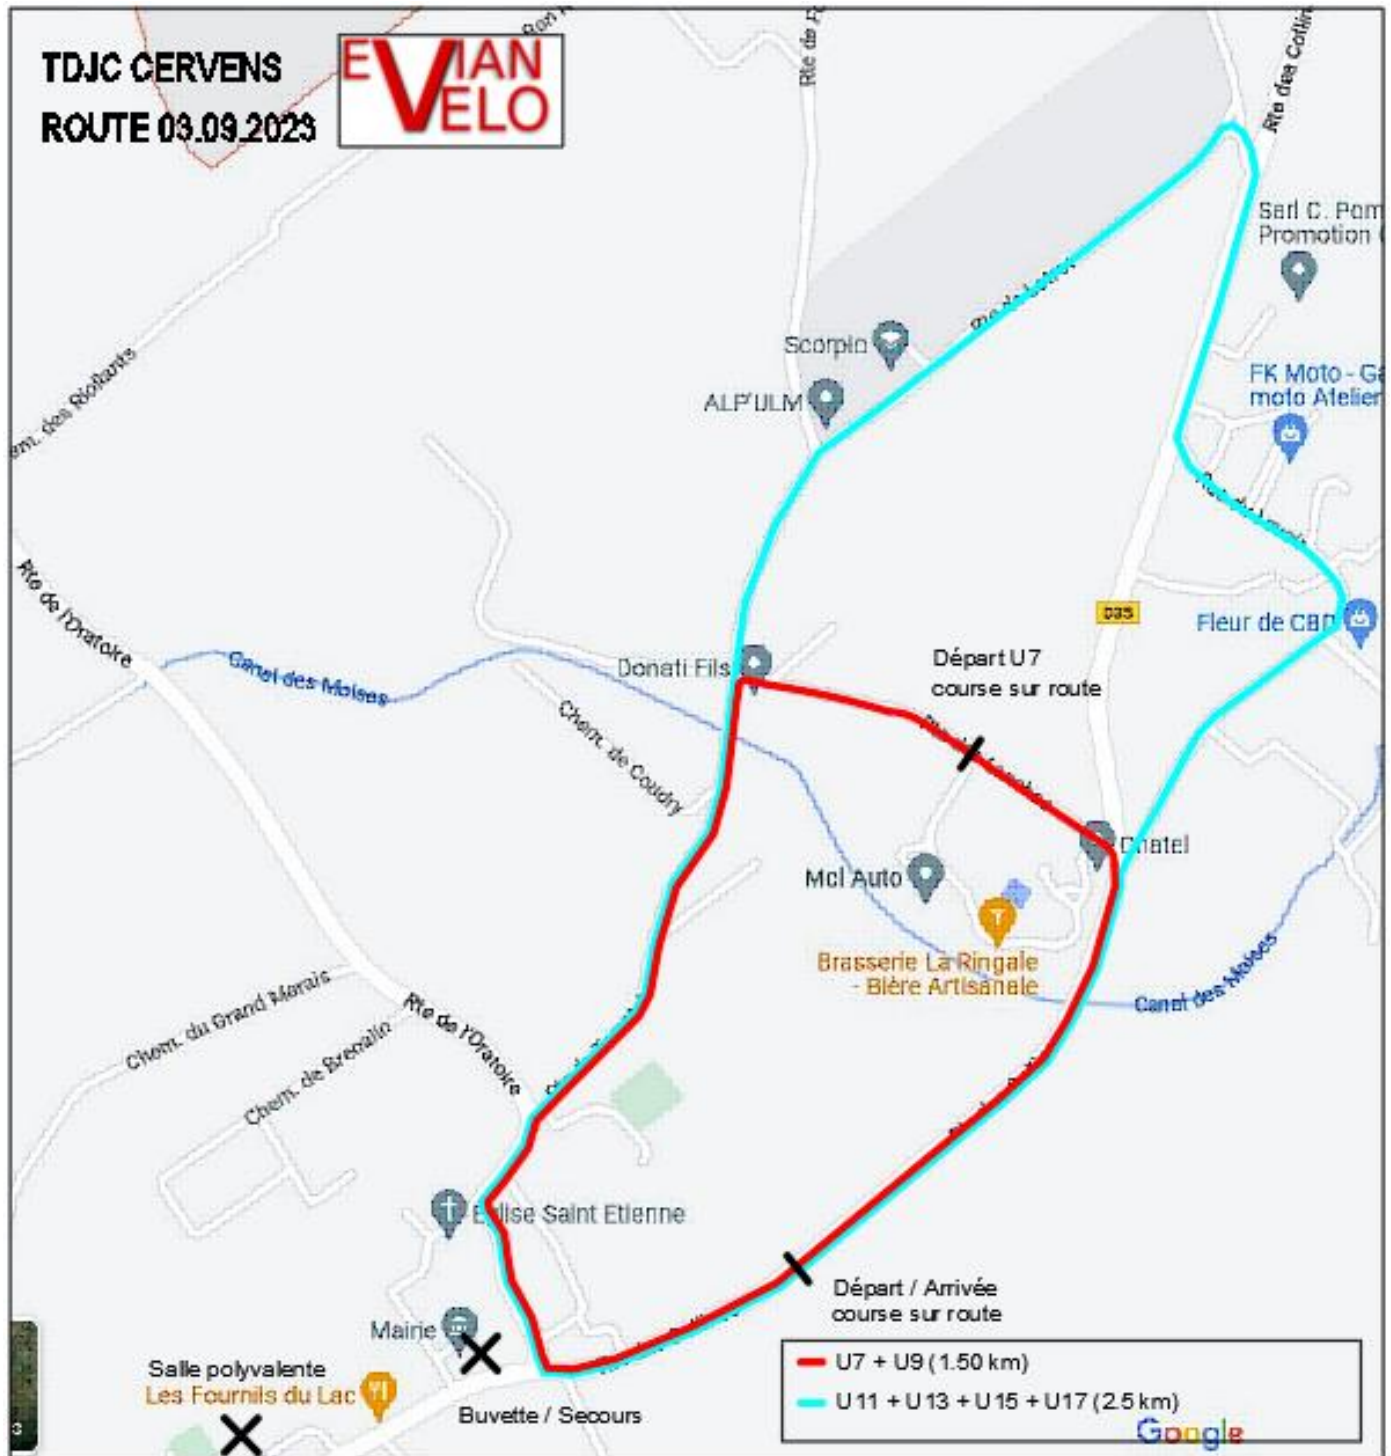 TDJC CERVENS
ROUTE 03.09.2023
EVIAN
VELO
Rte des Collin
Sarl C. Pom
Promotion (
Scorpio
ALP'ULM
FK Moto - Ga
moto Atelier
em. des Riollants
Rte de l'Oratoire
Canal des Moises
D35
Fleur de CBD
Donati Fils
Départ U7
course sur route
Chem. de Coudry
Chatel
Mcl Auto
Brasserie La Ringale
- Bière Artisanale
Canal des Moises
Chem. du Grand Marais
Rte de l'Oratoire
Chem. de Brenalin
Eglise Saint Etienne
Départ / Arrivée
course sur route
Mairie
Salle polyvalente
Les Fournils du Lac
Buvette / Secours
U7 + U9 (1.50 km)
U11 + U13 + U15 + U17 (2.5 km)
Google